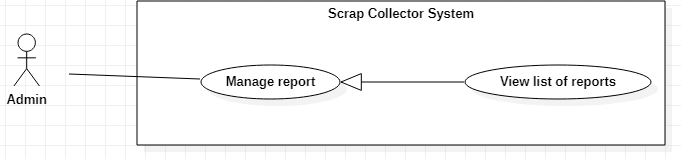 Scrap Collector System
Admin
Manage report
View list of reports